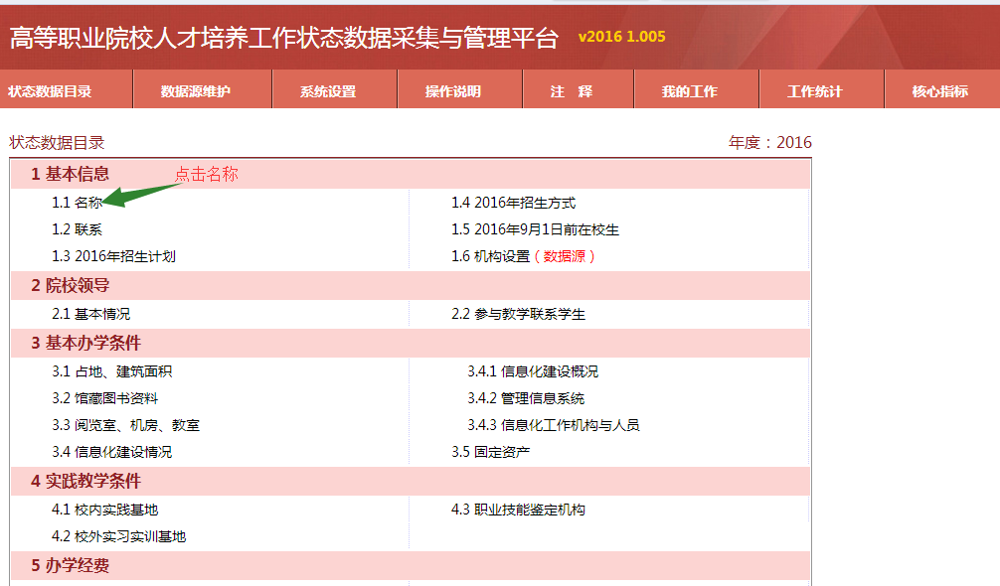 高等职业院校人才培养工作状态数据采集与管理平台 v2016 1.005
状态数据目录 数据源维护 系统设置 操作说明 注 释 我的工作 工作统计 核心指标
状态数据目录 年度：2016
1 基本信息 点击名称
1.1 名称 1.4 2016年招生方式
1.2 联系 1.5 2016年9月1日前在校生
1.3 2016年招生计划 1.6 机构设置（数据源）
2 院校领导
2.1 基本情况 2.2 参与教学联系学生
3 基本办学条件
3.1 占地、建筑面积 3.4.1 信息化建设概况
3.2 馆藏图书资料 3.4.2 管理信息系统
3.3 阅览室、机房、教室 3.4.3 信息化工作机构与人员
3.4 信息化建设情况 3.5 固定资产
4 实践教学条件
4.1 校内实践基地 4.3 职业技能鉴定机构
4.2 校外实习实训基地
5 办学经费